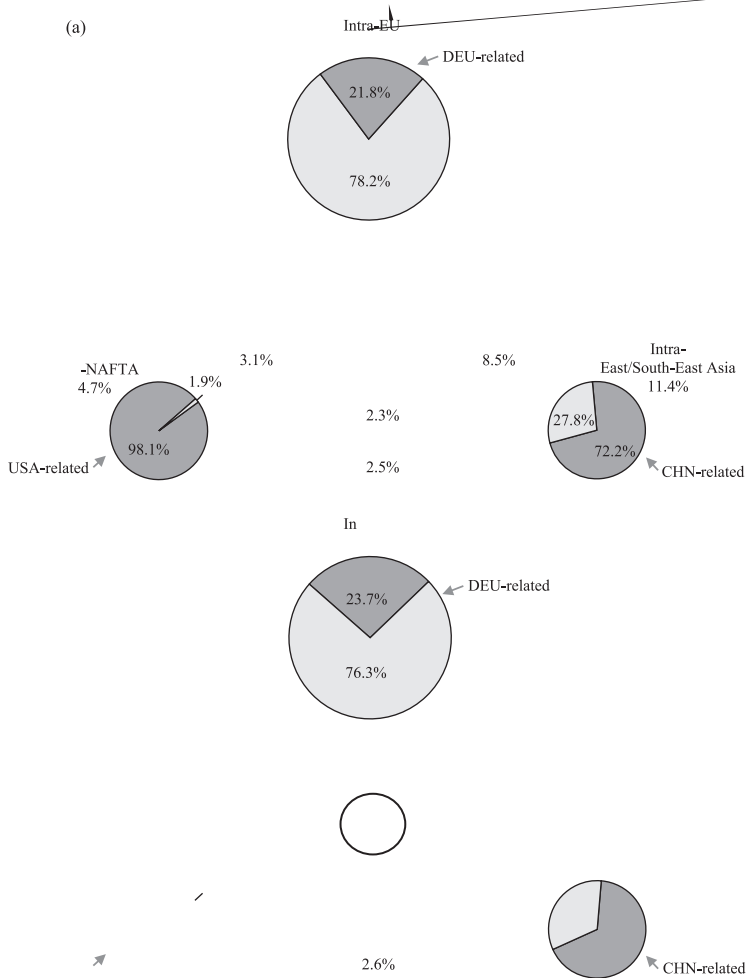 (a)
Intra-EU
DEU-related
21.8%
78.2%
3.1%
8.5%
Intra-
East/South-East Asia
11.4%
-NAFTA
4.7%
1.9%
2.3%
27.8%
98.1%
72.2%
USA-related
2.5%
CHN-related
In
DEU-related
23.7%
76.3%
2.6%
CHN-related